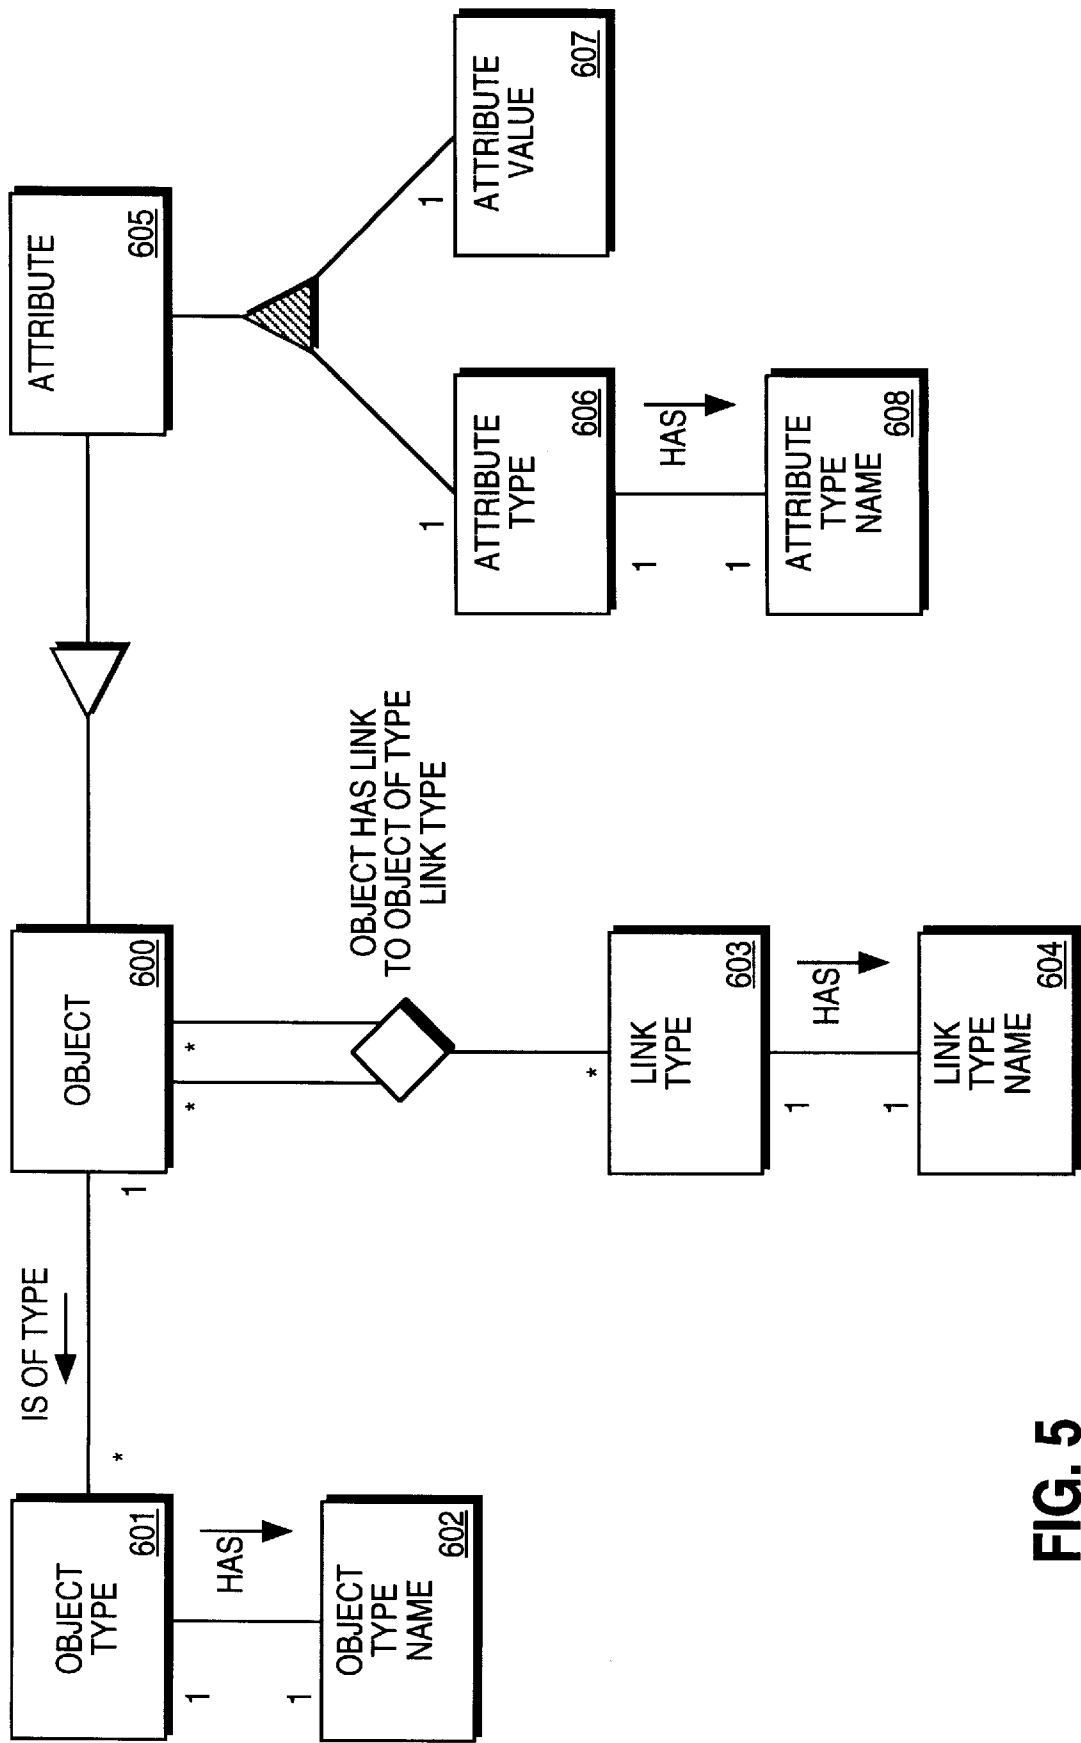 OBJECT
TYPE
601
1
HAS
1
OBJECT
TYPE
NAME
602
IS OF TYPE
*
1
OBJECT
600
*
*
OBJECT HAS LINK
TO OBJECT OF TYPE
LINK TYPE
*
LINK
TYPE
603
1
HAS
1
LINK
TYPE
NAME
604
ATTRIBUTE
605
1
1
ATTRIBUTE
TYPE
606
ATTRIBUTE
VALUE
607
1
HAS
1
ATTRIBUTE
TYPE
NAME
608
FIG. 5